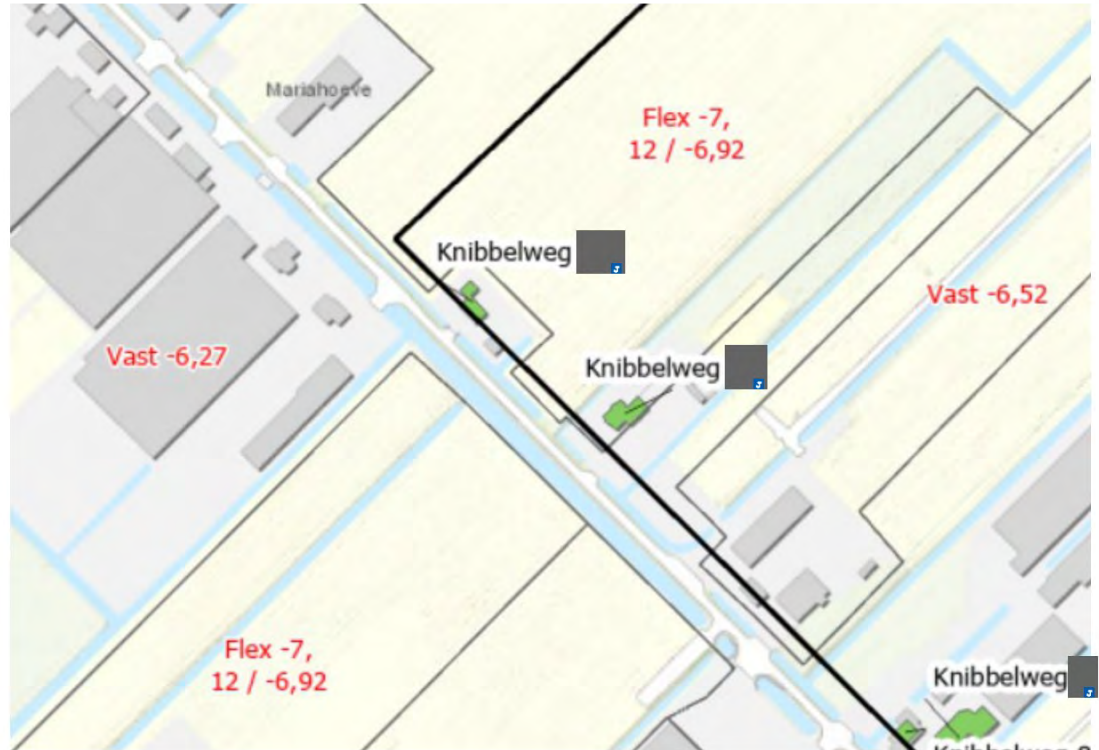 Mariahoeve
Flex -7,
12 / -6,92
Knibbelweg
Vast -6,52
Vast -6,27
Knibbelweg
Flex -7,
12 / -6,92
Knibbelweg
Knibbelweg